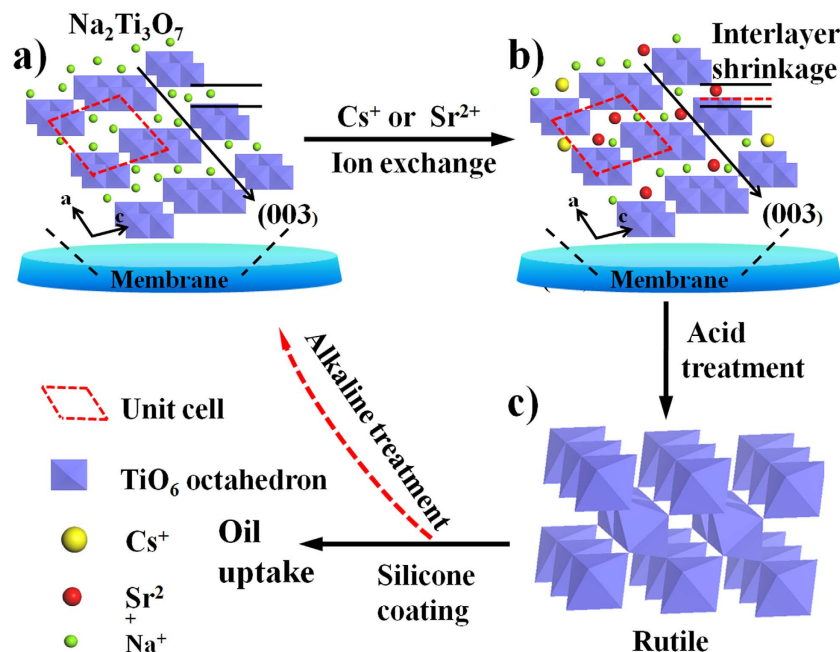 Na₂Ti₃O₇
a)
(003)
a
c
Membrane
Cs⁺ or Sr²⁺
Ion exchange
b)
Interlayer
shrinkage
(003)
a
c
Membrane
Acid
treatment
c)
Rutile
Silicone
coating
Alkaline treatment
Oil
uptake
Unit cell
TiO₆ octahedron
Cs⁺
Sr²
+
Na⁺